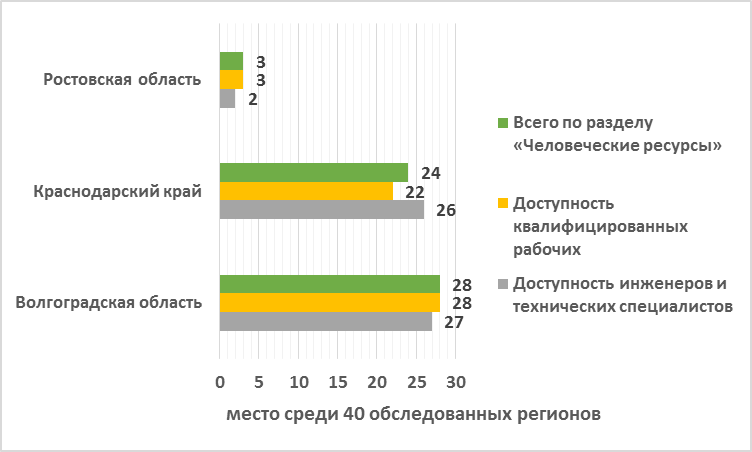 Ростовская область
3
3
2
Краснодарский край
24
22
26
Волгоградская область
28
28
27
0 5 10 15 20 25 30
место среди 40 обследованных регионов
Всего по разделу
«Человеческие ресурсы»
Доступность
квалифицированных
рабочих
Доступность инженеров и
технических специалистов